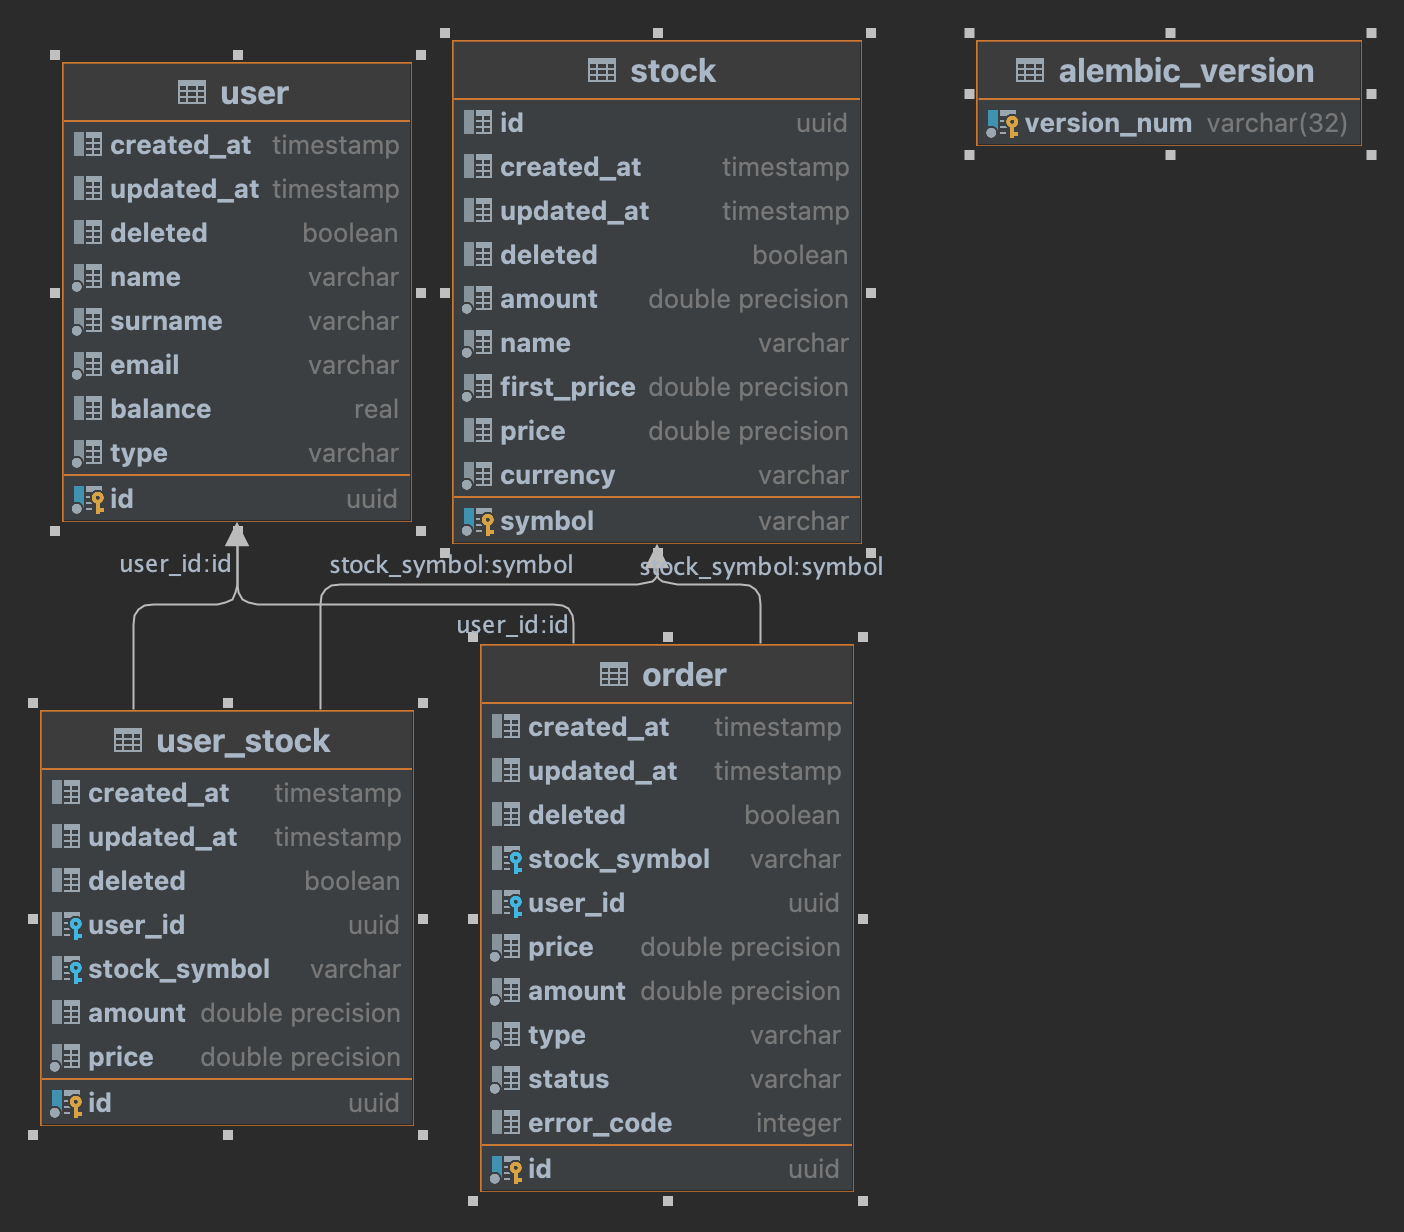 user
created_at timestamp
updated_at timestamp
deleted boolean
name varchar
surname varchar
email varchar
balance real
type varchar
id uuid
stock
id uuid
created_at timestamp
updated_at timestamp
deleted boolean
amount double precision
name varchar
first_price double precision
price double precision
currency varchar
symbol varchar
alembic_version
version_num varchar(32)
user_id:id
stock_symbol:symbol
stock_symbol:symbol
user_id:id
user_stock
created_at timestamp
updated_at timestamp
deleted boolean
user_id uuid
stock_symbol varchar
amount double precision
price double precision
id uuid
order
created_at timestamp
updated_at timestamp
deleted boolean
stock_symbol varchar
user_id uuid
price double precision
amount double precision
type varchar
status varchar
error_code integer
id uuid